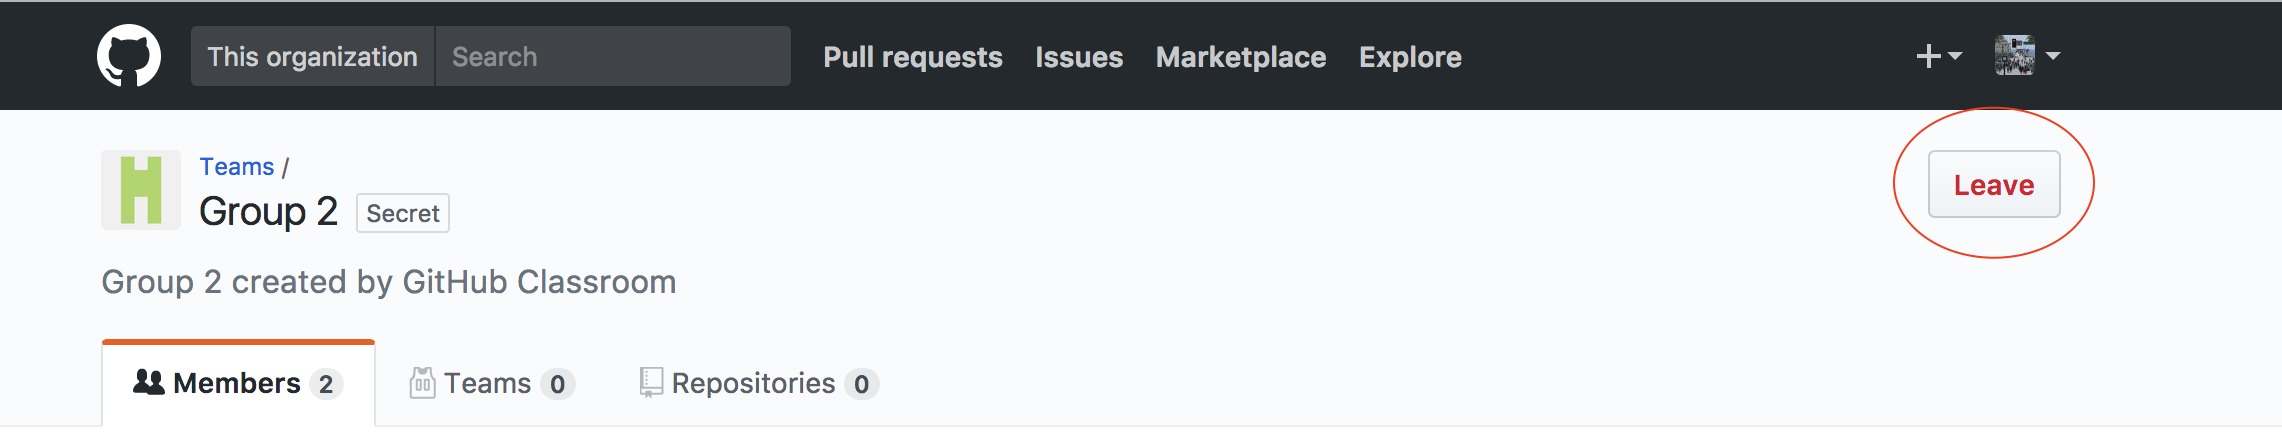 This organization Search Pull requests Issues Marketplace Explore
Teams /
Group 2 Secret
Leave
Group 2 created by GitHub Classroom
Members 2 Teams 0 Repositories 0